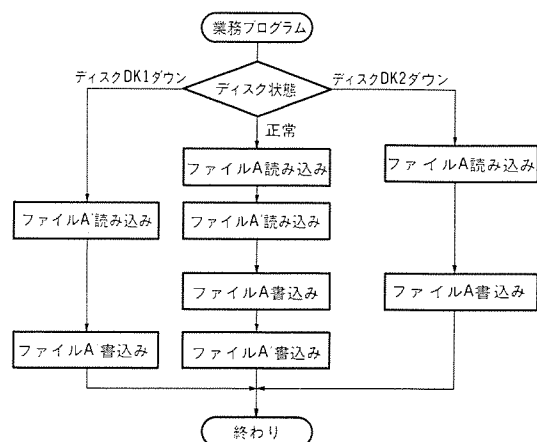 業務プログラム
ディスクDK1ダウン
ディスク状態
ディスクDK2ダウン
正常
ファイルA読み込み
ファイルA読み込み
ファイルA'読み込み
ファイルA'読み込み
ファイルA書込み
ファイルA書込み
ファイルA'書込み
ファイルA'書込み
終わり